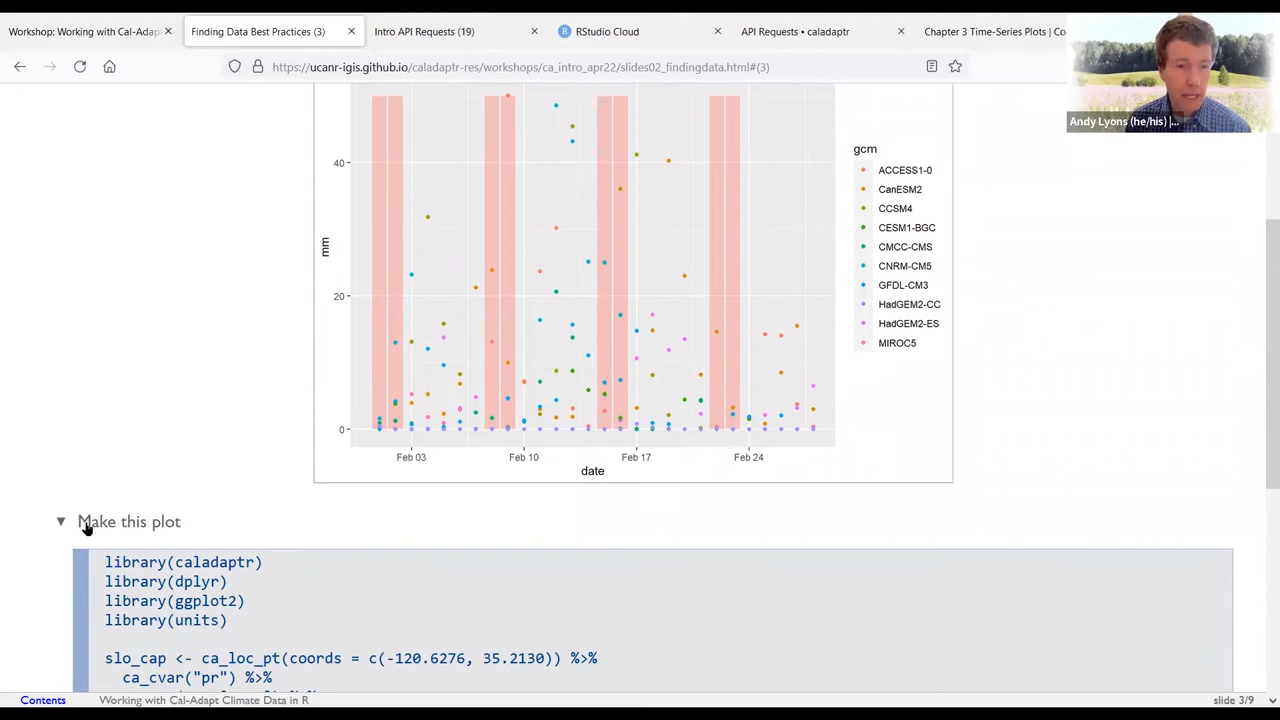 Workshop: Working with Cal-Adap
Finding Data Best Practices (3)
Intro API Requests (19)
RStudio Cloud
API Requests • caladaptr
Chapter 3 Time-Series Plots | Co
https://ucanr-igis.github.io/caladaptr-res/workshops/ca_intro_apr22/slides02_findingdata.html#(3)
Andy Lyons (he/his) |...
gcm
ACCESS1-0
CanESM2
CCSM4
CESM1-BGC
CMCC-CMS
CNRM-CM5
GFDL-CM3
HadGEM2-CC
HadGEM2-ES
MIROC5
40
mm
20
0
Feb 03 Feb 10 Feb 17 Feb 24
date
▼ Make this plot
library(caladaptr)
library(dplyr)
library(ggplot2)
library(units)
slo_cap <- ca_loc_pt(coords = c(-120.6276, 35.2130)) %>%
ca_cvar("pr") %>%
Contents Working with Cal-Adapt Climate Data in R slide 3/9